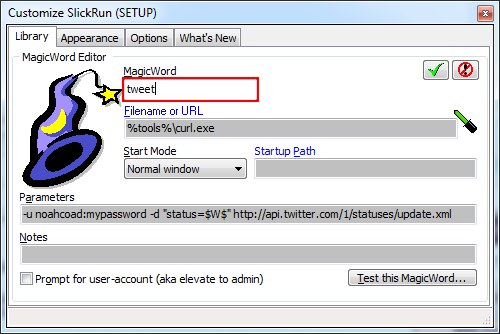 Customize SlickRun (SETUP)
Library Appearance Options What's New
MagicWord Editor
MagicWord
tweet
Filename or URL
%tools%\curl.exe
Start Mode Startup Path
Normal window
Parameters
-u noahcoad:mypassword -d "status=$W$" http://api.twitter.com/1/statuses/update.xml
Notes
Prompt for user-account (aka elevate to admin) Test this MagicWord...